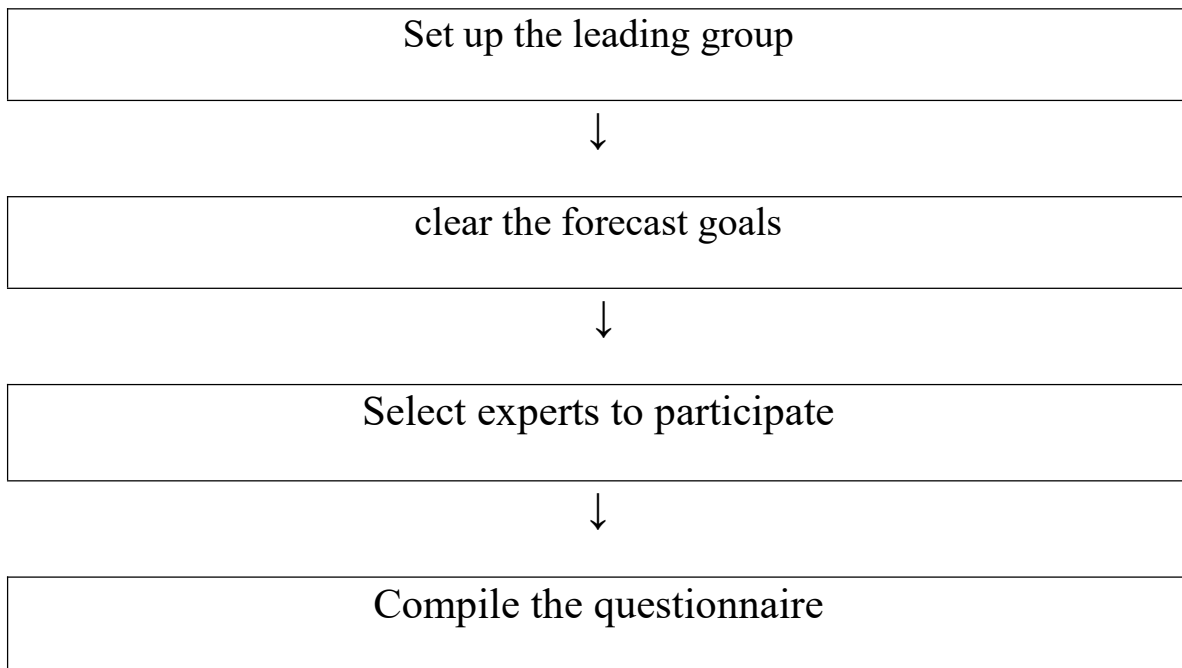 Set up the leading group
↓
clear the forecast goals
↓
Select experts to participate
↓
Compile the questionnaire